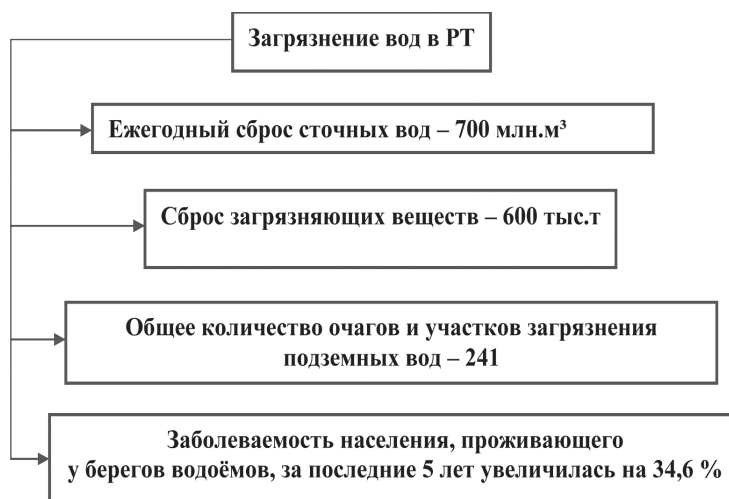 Загрязнение вод в РТ
Ежегодный сброс сточных вод – 700 млн.м³
Сброс загрязняющих веществ – 600 тыс.т
Общее количество очагов и участков загрязнения
подземных вод – 241
Заболеваемость населения, проживающего
у берегов водоёмов, за последние 5 лет увеличилась на 34,6 %